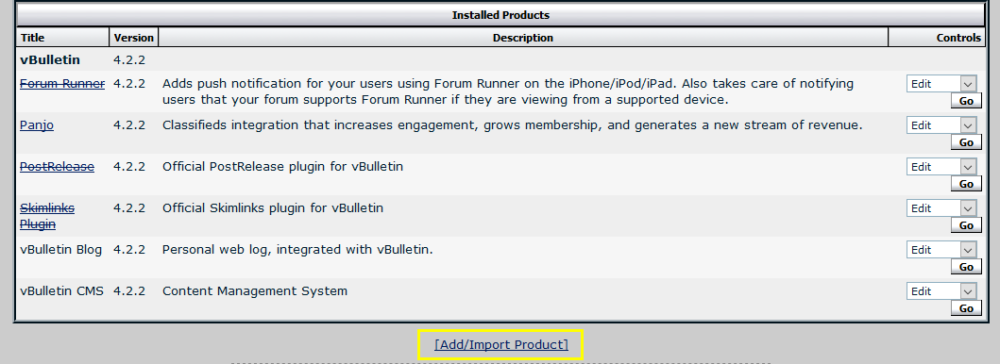 Installed Products
Title Version Description Controls
vBulletin 4.2.2
Forum Runner 4.2.2 Adds push notification for your users using Forum Runner on the iPhone/iPod/iPad. Also takes care of notifying Edit
users that your forum supports Forum Runner if they are viewing from a supported device. Go
Panjo 4.2.2 Classifieds integration that increases engagement, grows membership, and generates a new stream of revenue. Edit
Go
PostRelease 4.2.2 Official PostRelease plugin for vBulletin Edit
Go
Skimlinks 4.2.2 Official Skimlinks plugin for vBulletin Edit
Plugin Go
vBulletin Blog 4.2.2 Personal web log, integrated with vBulletin. Edit
Go
vBulletin CMS 4.2.2 Content Management System Edit
Go
[Add/Import Product]